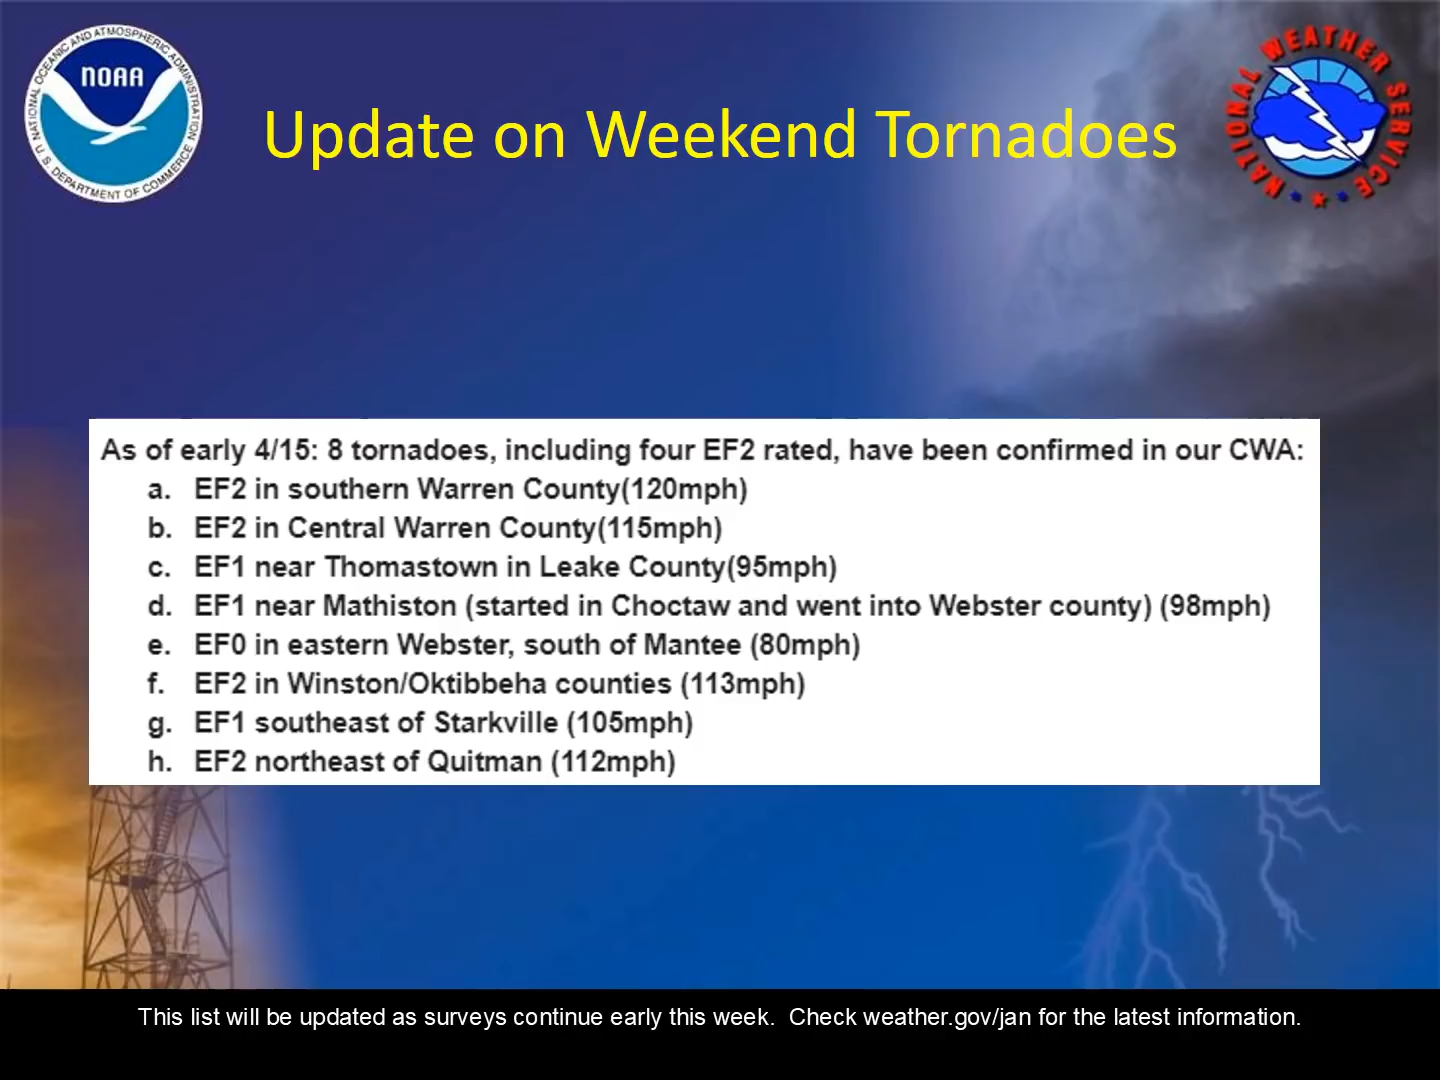 NATIONAL OCEANIC AND ATMOSPHERIC ADMINISTRATION
U.S. DEPARTMENT OF COMMERCE
NOAA
NATIONAL WEATHER SERVICE
Update on Weekend Tornadoes
As of early 4/15: 8 tornadoes, including four EF2 rated, have been confirmed in our CWA:
a. EF2 in southern Warren County(120mph)
b. EF2 in Central Warren County(115mph)
c. EF1 near Thomastown in Leake County(95mph)
d. EF1 near Mathiston (started in Choctaw and went into Webster county) (98mph)
e. EF0 in eastern Webster, south of Mantee (80mph)
f. EF2 in Winston/Oktibbeha counties (113mph)
g. EF1 southeast of Starkville (105mph)
h. EF2 northeast of Quitman (112mph)
This list will be updated as surveys continue early this week. Check weather.gov/jan for the latest information.